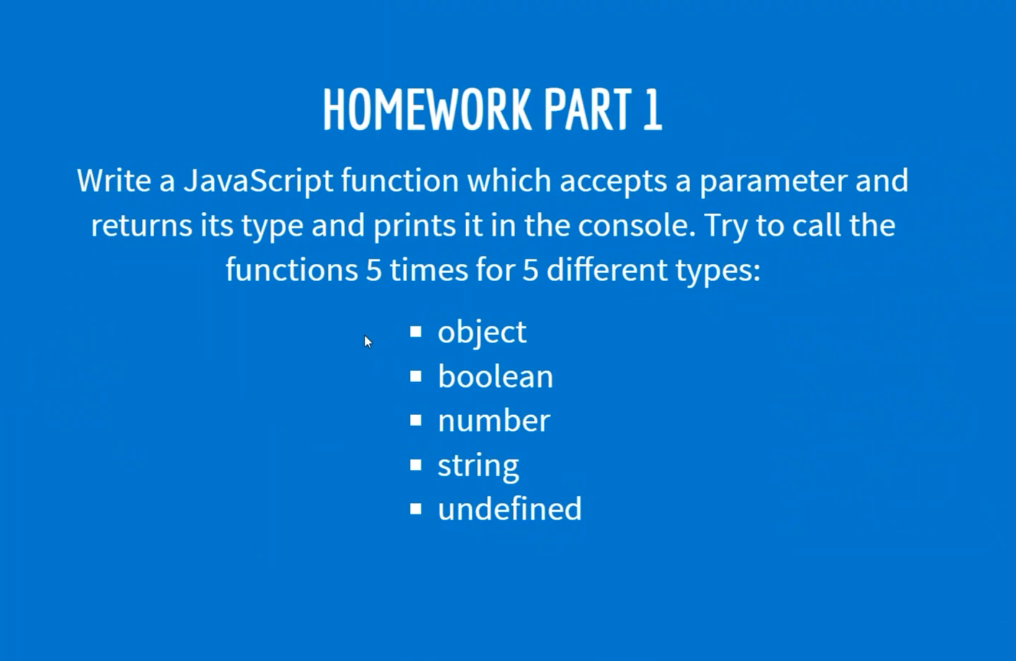 HOMEWORK PART 1
Write a JavaScript function which accepts a parameter and
returns its type and prints it in the console. Try to call the
functions 5 times for 5 different types:
▪ object
▪ boolean
▪ number
▪ string
▪ undefined